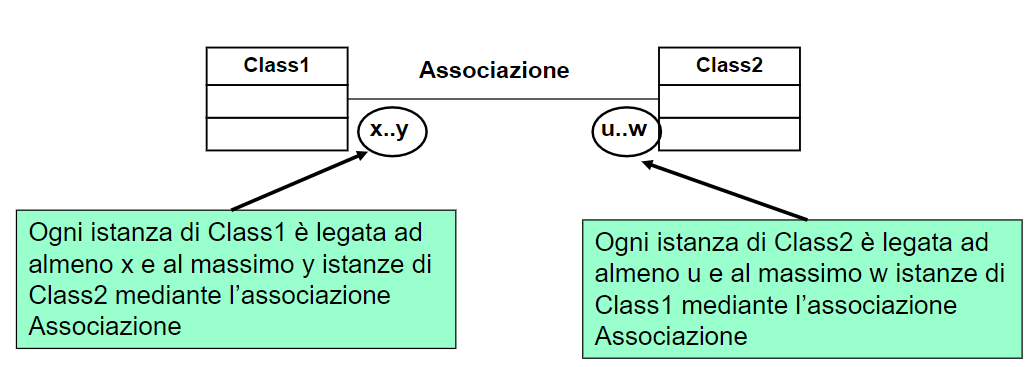 Class1
Associazione
Class2
x..y
u..w
Ogni istanza di Class1 è legata ad
almeno x e al massimo y istanze di
Class2 mediante l’associazione
Associazione
Ogni istanza di Class2 è legata ad
almeno u e al massimo w istanze di
Class1 mediante l’associazione
Associazione